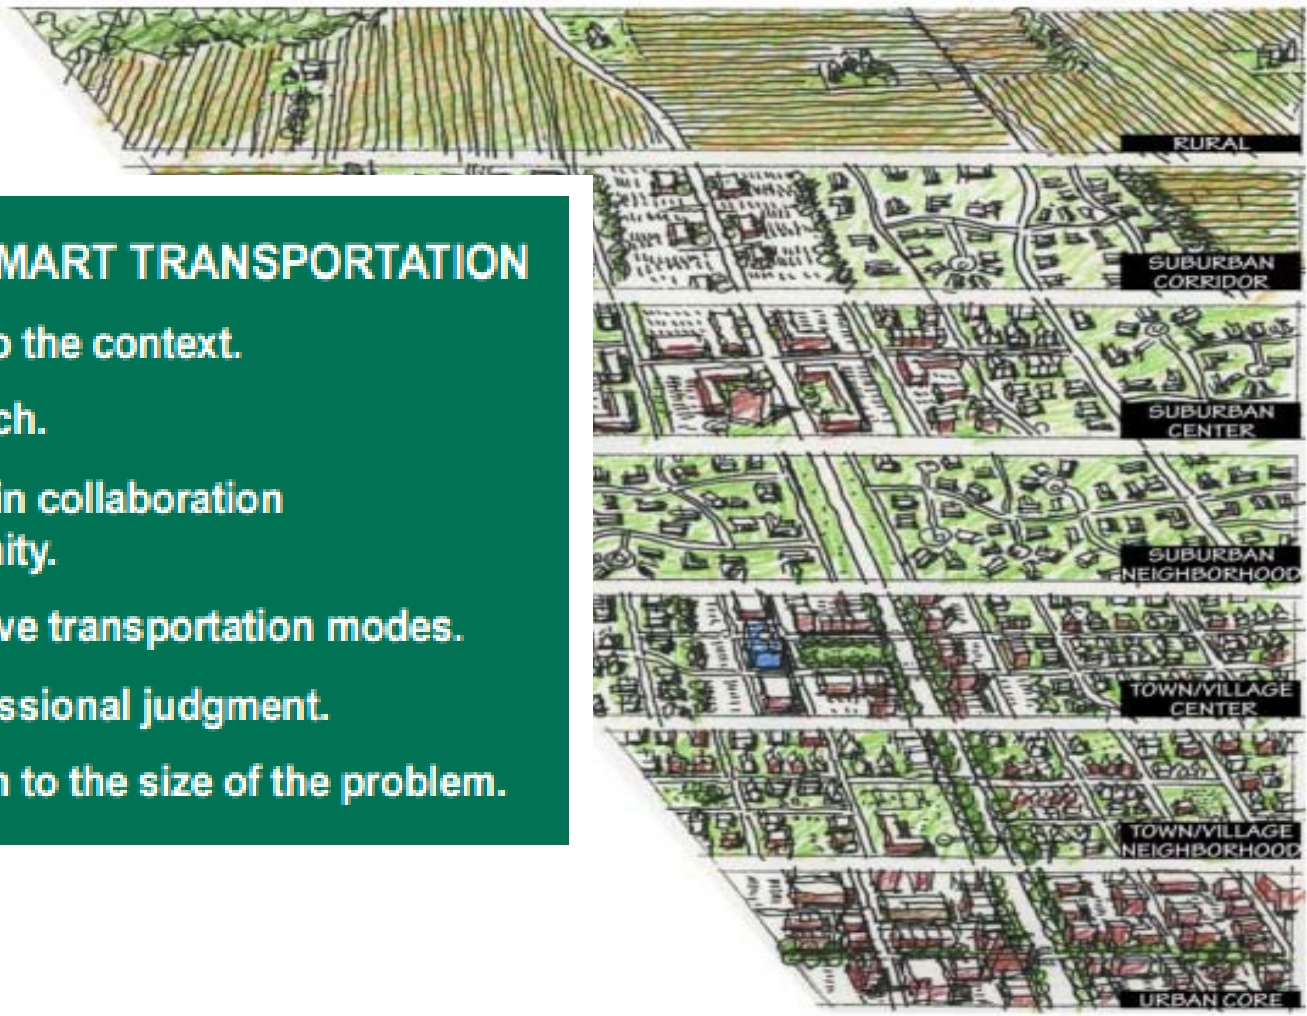 MART TRANSPORTATION
o the context.
ch.
in collaboration
nity.
ve transportation modes.
ssional judgment.
n to the size of the problem.
RURAL
SUBURBAN
CORRIDOR
SUBURBAN
CENTER
SUBURBAN
NEIGHBORHOOD
TOWN/VILLAGE
CENTER
TOWN/VILLAGE
NEIGHBORHOOD
URBAN CORE